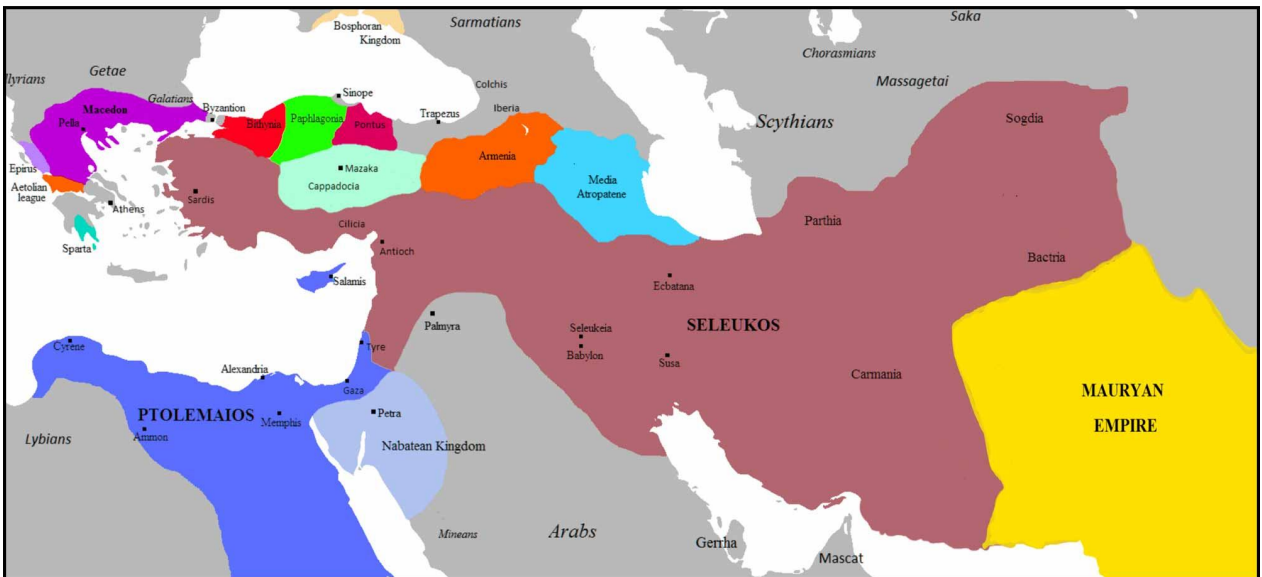 Saka
Sarmatians
Bosphoran
Kingdom
Chorasmians
llyrians
Getae
Massagetai
Colchis
Galatians
Sinope
Macedon
Byzantion
Iberia
Trapezus
Pella
Bithynia
Paphlagonia
Pontus
Scythians
Sogdia
Armenia
Epirus
Mazaka
Media
Atropatene
Aetolian
league
Cappadocia
Sardis
Athens
Parthia
Cilicia
Sparta
Antioch
Bactria
Salamis
Ecbatana
Palmyra
SELEUKOS
Seleukeia
Cyrene
Tyre
Babylon
Susa
Alexandria
Carmania
Gaza
MAURYAN
EMPIRE
PTOLEMAIOS
Memphis
Petra
Ammon
Lybians
Nabatean Kingdom
Mineans
Arabs
Gerrha
Mascat